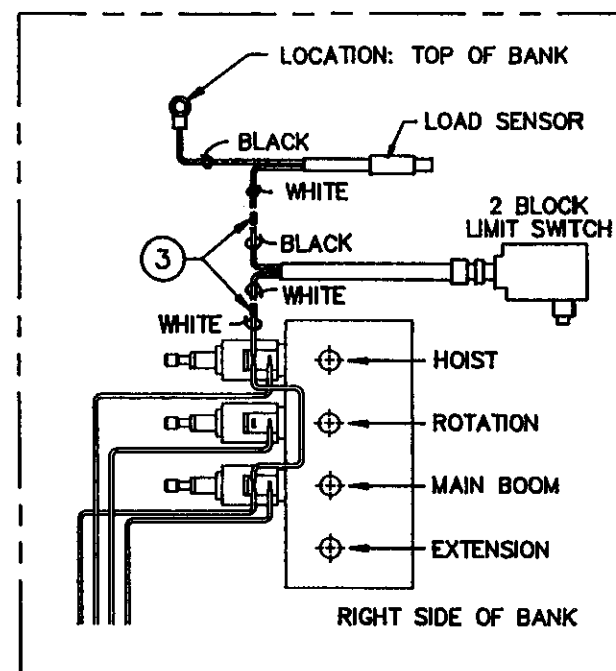 LOCATION: TOP OF BANK
LOAD SENSOR
BLACK
WHITE
2 BLOCK
LIMIT SWITCH
BLACK
3
WHITE
WHITE
HOIST
ROTATION
MAIN BOOM
EXTENSION
RIGHT SIDE OF BANK